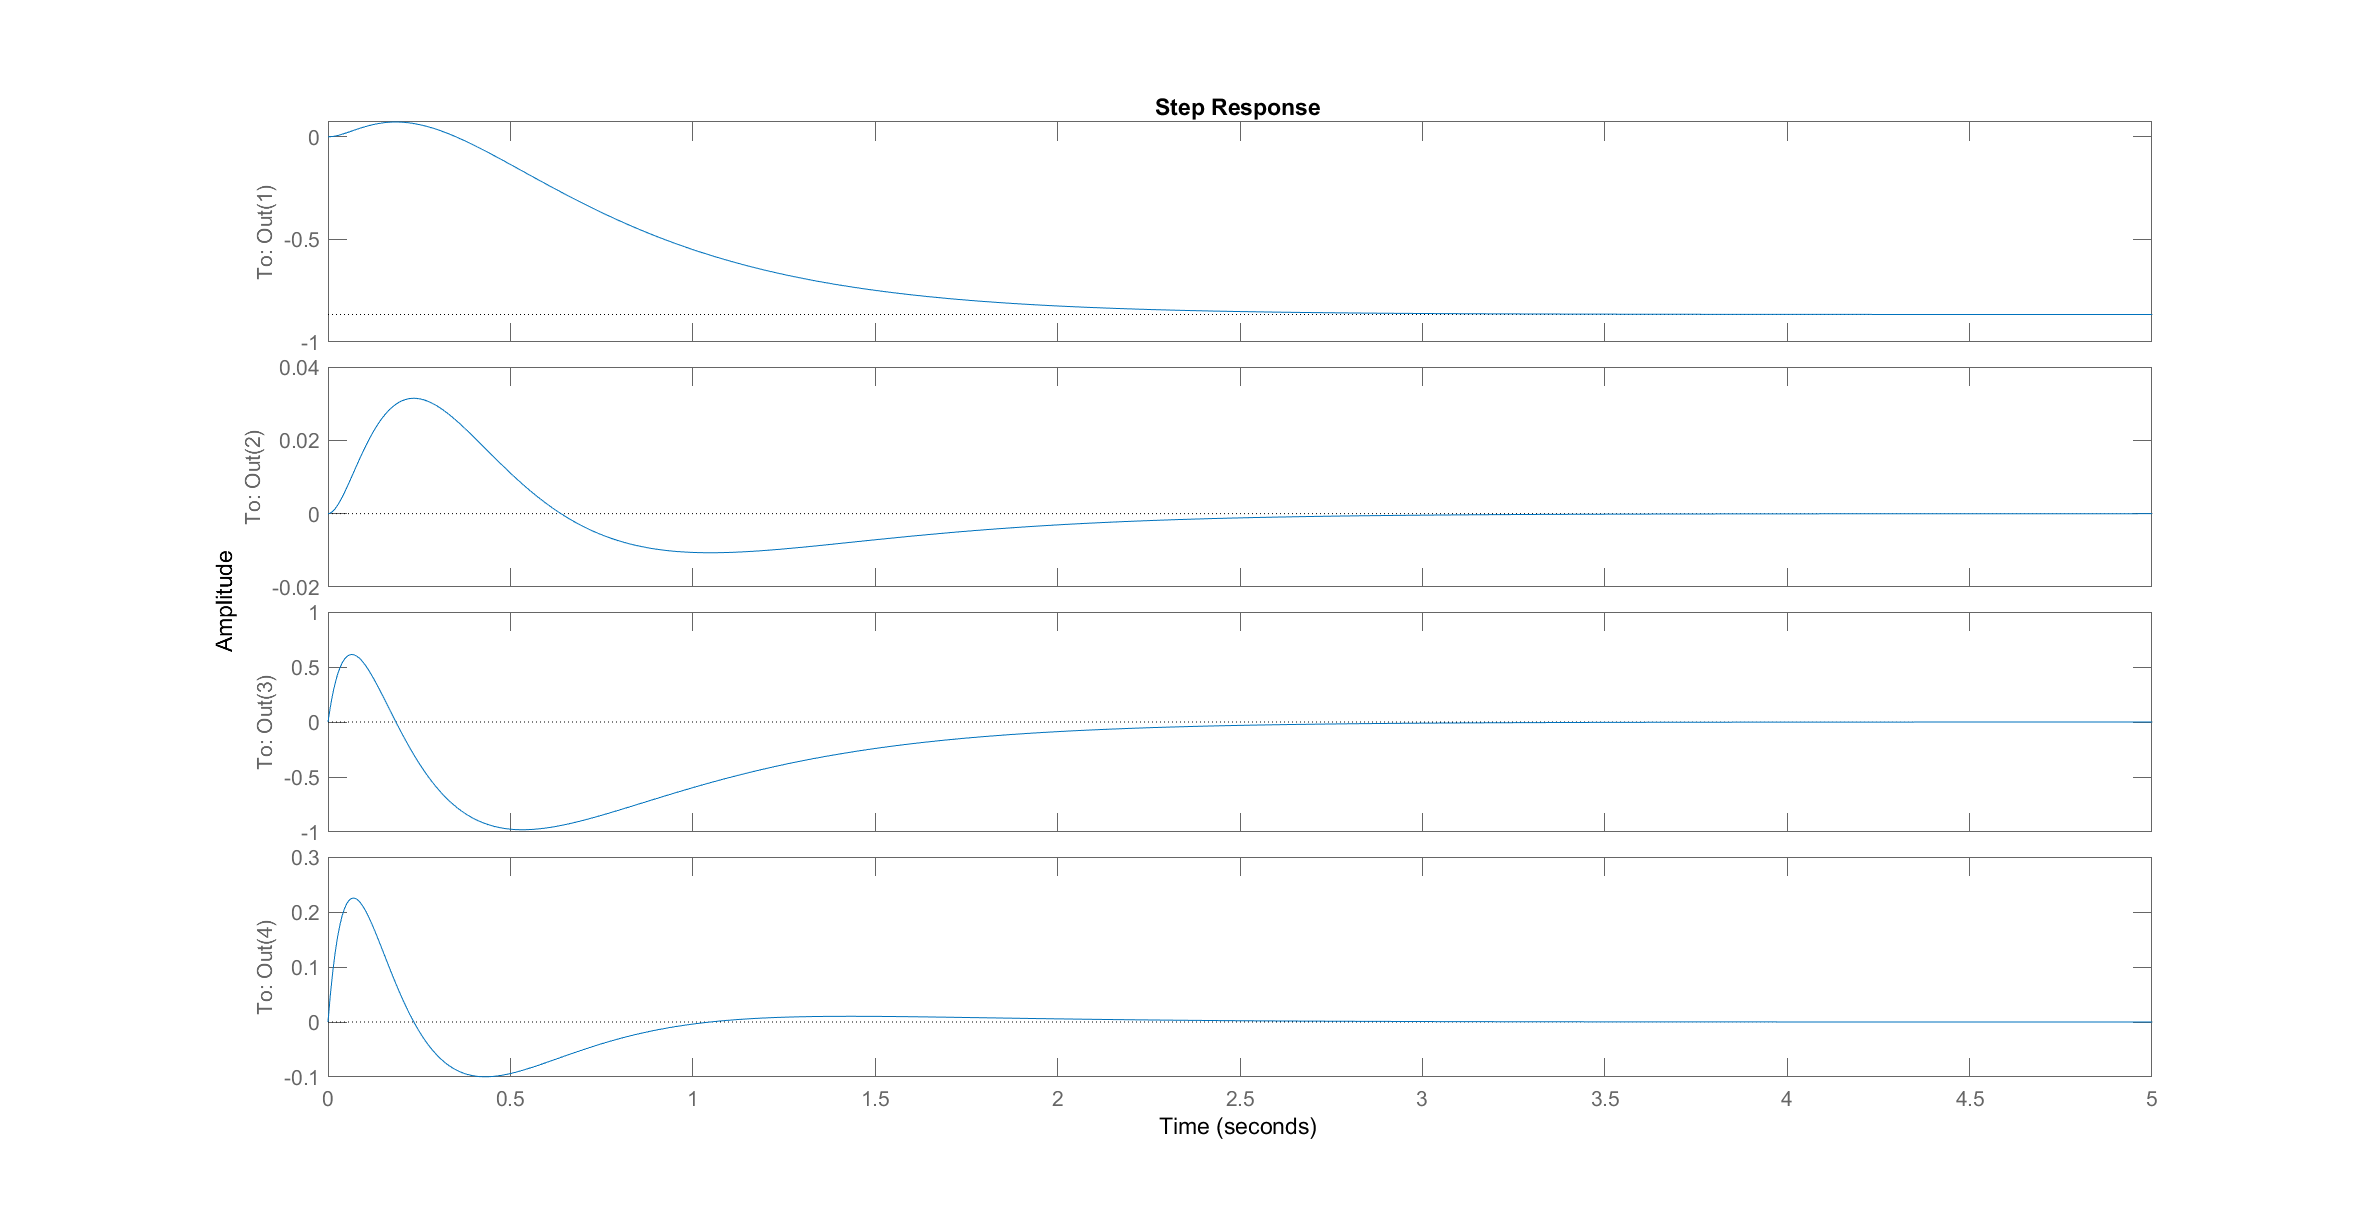 Step Response
To: Out(1)
0
-0.5
-1
To: Out(2)
0.04
0.02
0
-0.02
Amplitude
To: Out(3)
1
0.5
0
-0.5
-1
To: Out(4)
0.3
0.2
0.1
0
-0.1
0 0.5 1 1.5 2 2.5 3 3.5 4 4.5 5
Time (seconds)